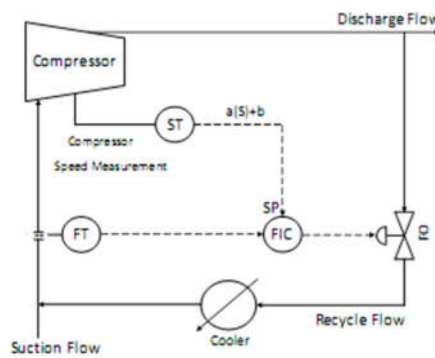 Discharge Flow
Compressor
ST
a(S)+b
Compressor
Speed Measurement
SP
FT
FIC
FO
Recycle Flow
Cooler
Suction Flow